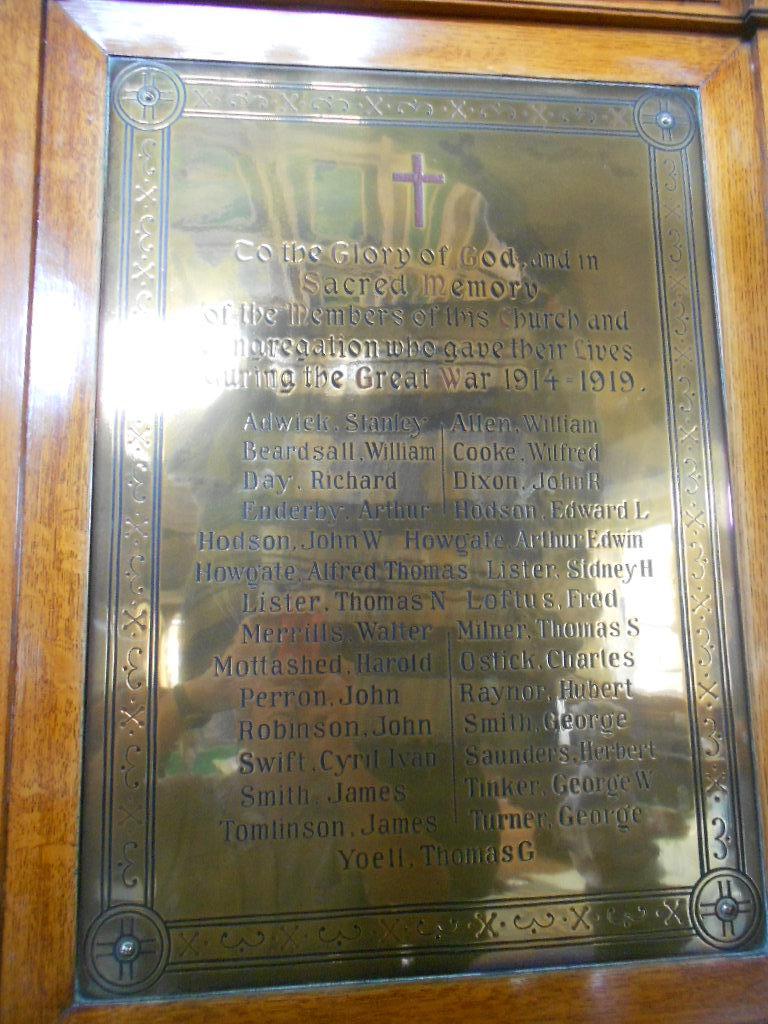 To the Glory of God, and in
Sacred Memory
of the Members of this Church and
Congregation who gave their Lives
during the Great War 1914-1919.
Adwick, Stanley Allen, William
Beardsall, William Cooke, Wilfred
Day, Richard Dixon, John R
Enderby, Arthur Hodson, Edward L
Hodson, John W Howgate, Arthur Edwin
Howgate, Alfred Thomas Lister, Sidney H
Lister, Thomas N Loftus, Fred
Merrills, Walter Milner, Thomas S
Mottashed, Harold Ostick, Charles
Perron, John Raynor, Hubert
Robinson, John Smith, George
Swift, Cyril Ivan Saunders, Herbert
Smith, James Tinker, George W
Tomlinson, James Turner, George
Yoell, Thomas G